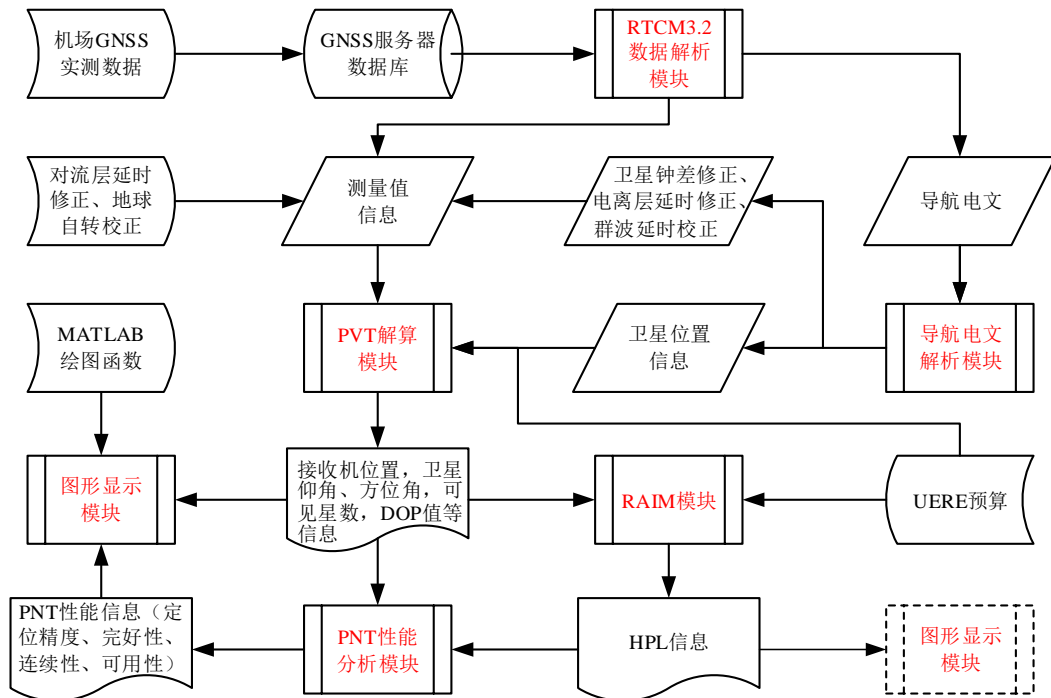 机场GNSS
实测数据
GNSS服务器
数据库
RTCM3.2
数据解析
模块
对流层延时
修正、地球
自转校正
测量值
信息
卫星钟差修正、
电离层延时修正、
群波延时校正
导航电文
MATLAB
绘图函数
PVT解算
模块
卫星位置
信息
导航电文
解析模块
图形显示
模块
接收机位置，卫星
仰角、方位角，可
见星数，DOP值等
信息
RAIM模块
UERE预算
PNT性能信息（定
位精度、完好性、
连续性、可用性）
PNT性能
分析模块
HPL信息
图形显示
模块